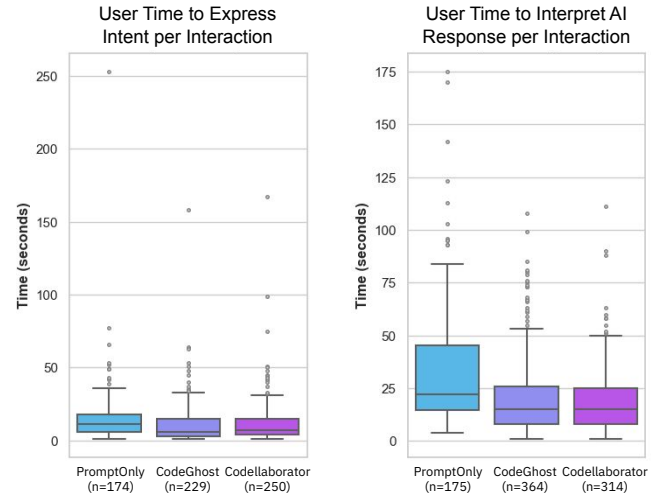 User Time to Express
Intent per Interaction
250
200
150
100
50
0
Time (seconds)
PromptOnly
(n=174)
CodeGhost
(n=229)
Codellaborator
(n=250)
User Time to Interpret AI
Response per Interaction
175
150
125
100
75
50
25
0
Time (seconds)
PromptOnly
(n=175)
CodeGhost
(n=364)
Codellaborator
(n=314)